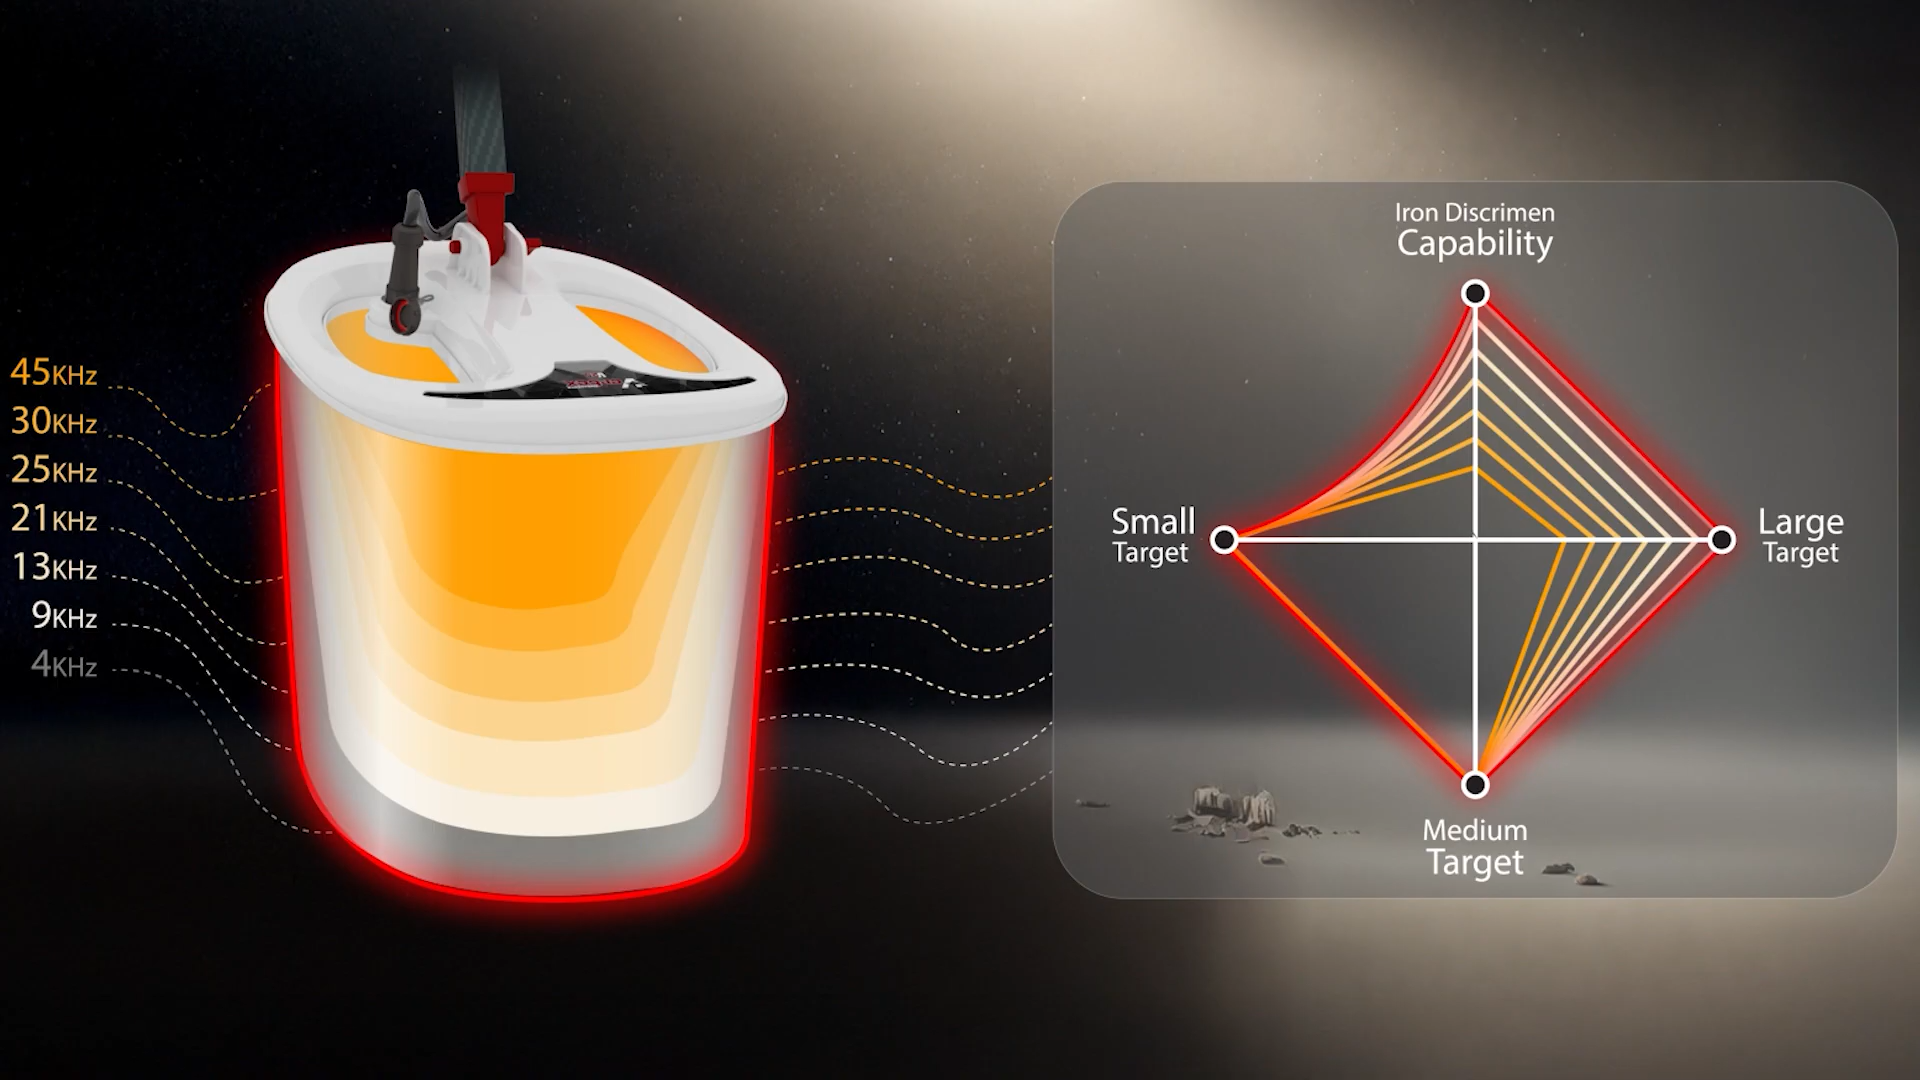 45KHz
30KHz
25KHz
21KHz
13KHz
9KHz
4KHz
Iron Discrimen
Capability
Small
Target
Large
Target
Medium
Target